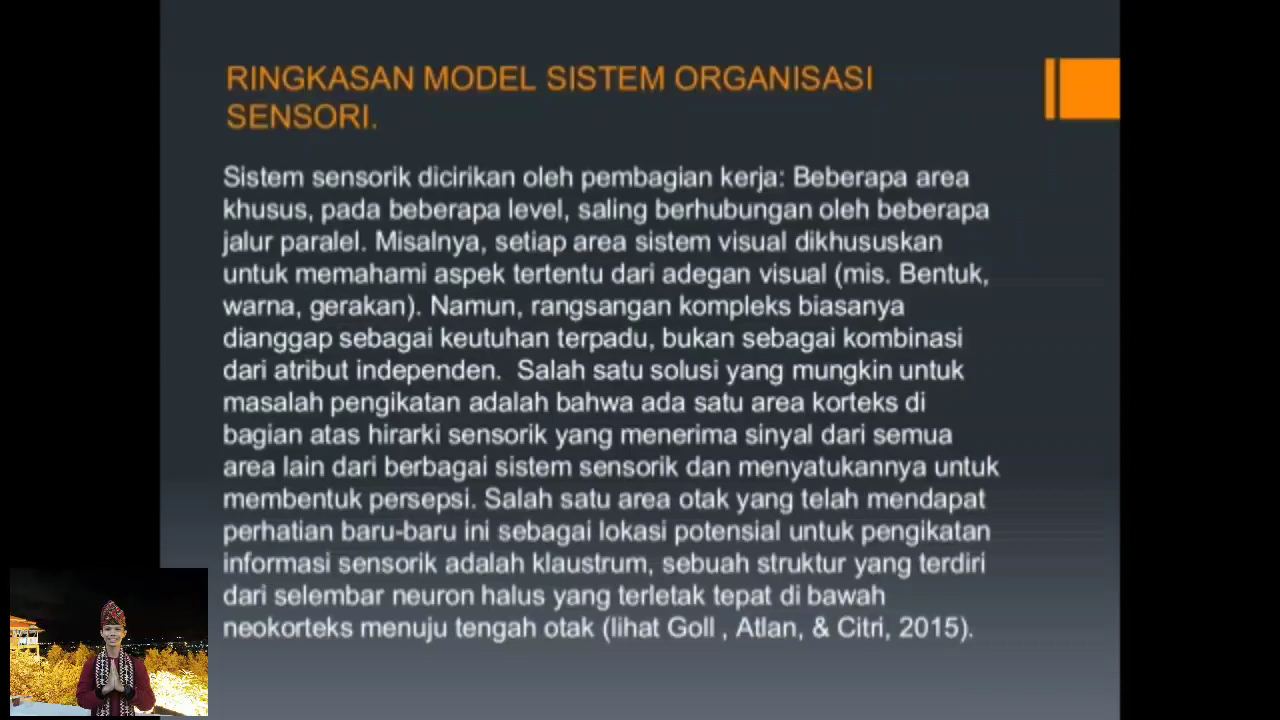 RINGKASAN MODEL SISTEM ORGANISASI
SENSORI.
Sistem sensorik dicirikan oleh pembagian kerja: Beberapa area
khusus, pada beberapa level, saling berhubungan oleh beberapa
jalur paralel. Misalnya, setiap area sistem visual dikhususkan
untuk memahami aspek tertentu dari adegan visual (mis. Bentuk,
warna, gerakan). Namun, rangsangan kompleks biasanya
dianggap sebagai keutuhan terpadu, bukan sebagai kombinasi
dari atribut independen.  Salah satu solusi yang mungkin untuk
masalah pengikatan adalah bahwa ada satu area korteks di
bagian atas hirarki sensorik yang menerima sinyal dari semua
area lain dari berbagai sistem sensorik dan menyatukannya untuk
membentuk persepsi. Salah satu area otak yang telah mendapat
perhatian baru-baru ini sebagai lokasi potensial untuk pengikatan
informasi sensorik adalah klaustrum, sebuah struktur yang terdiri
dari selembar neuron halus yang terletak tepat di bawah
neokorteks menuju tengah otak (lihat Goll , Atlan, & Citri, 2015).